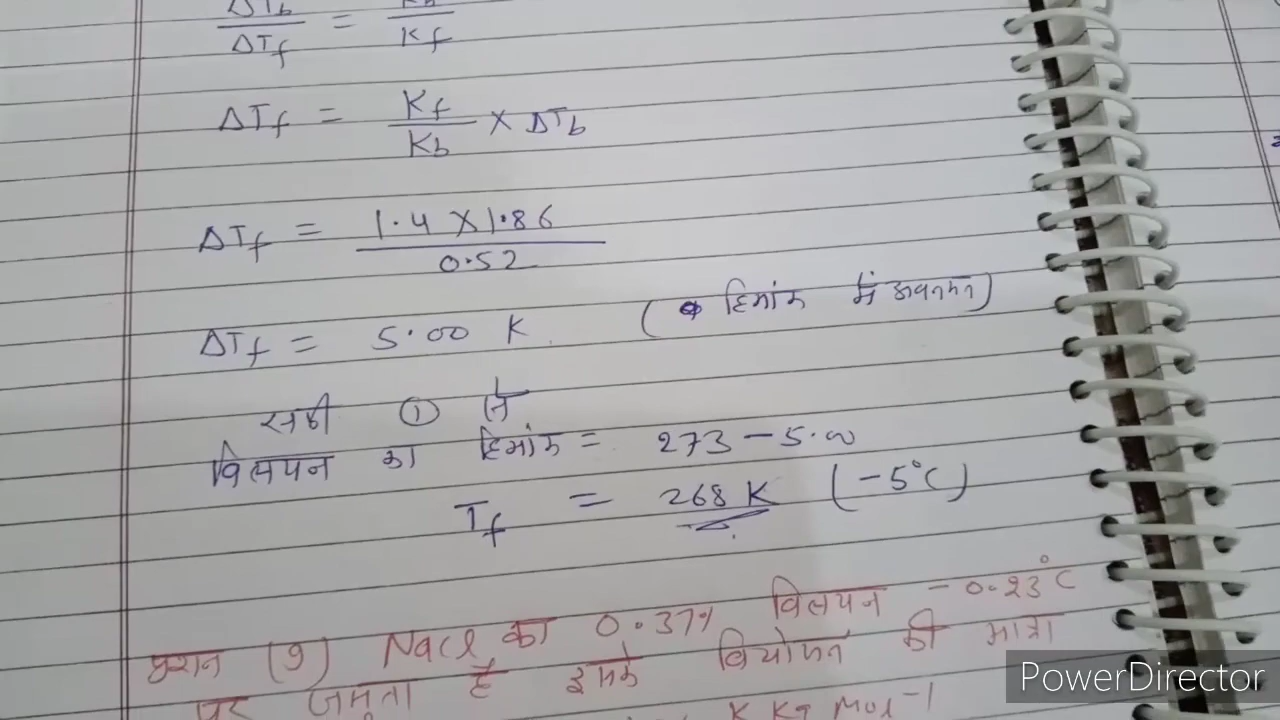 ΔTb / ΔTf = Kb / Kf
ΔTf = Kf / Kb × ΔTb
ΔTf = 1.4 × 1.86 / 0.52
ΔTf = 5.00 K. ( हिमांक में अवनमन)
समी ① से
विलयन का हिमांक = 273 – 5.00
Tf = 268 K (–5°C)
प्रश्न (9) NaCl का 0.37% विलयन – 0.23°C
पर जमता है इसके वियोजन की मात्रा
K Kg mol–1
PowerDirector